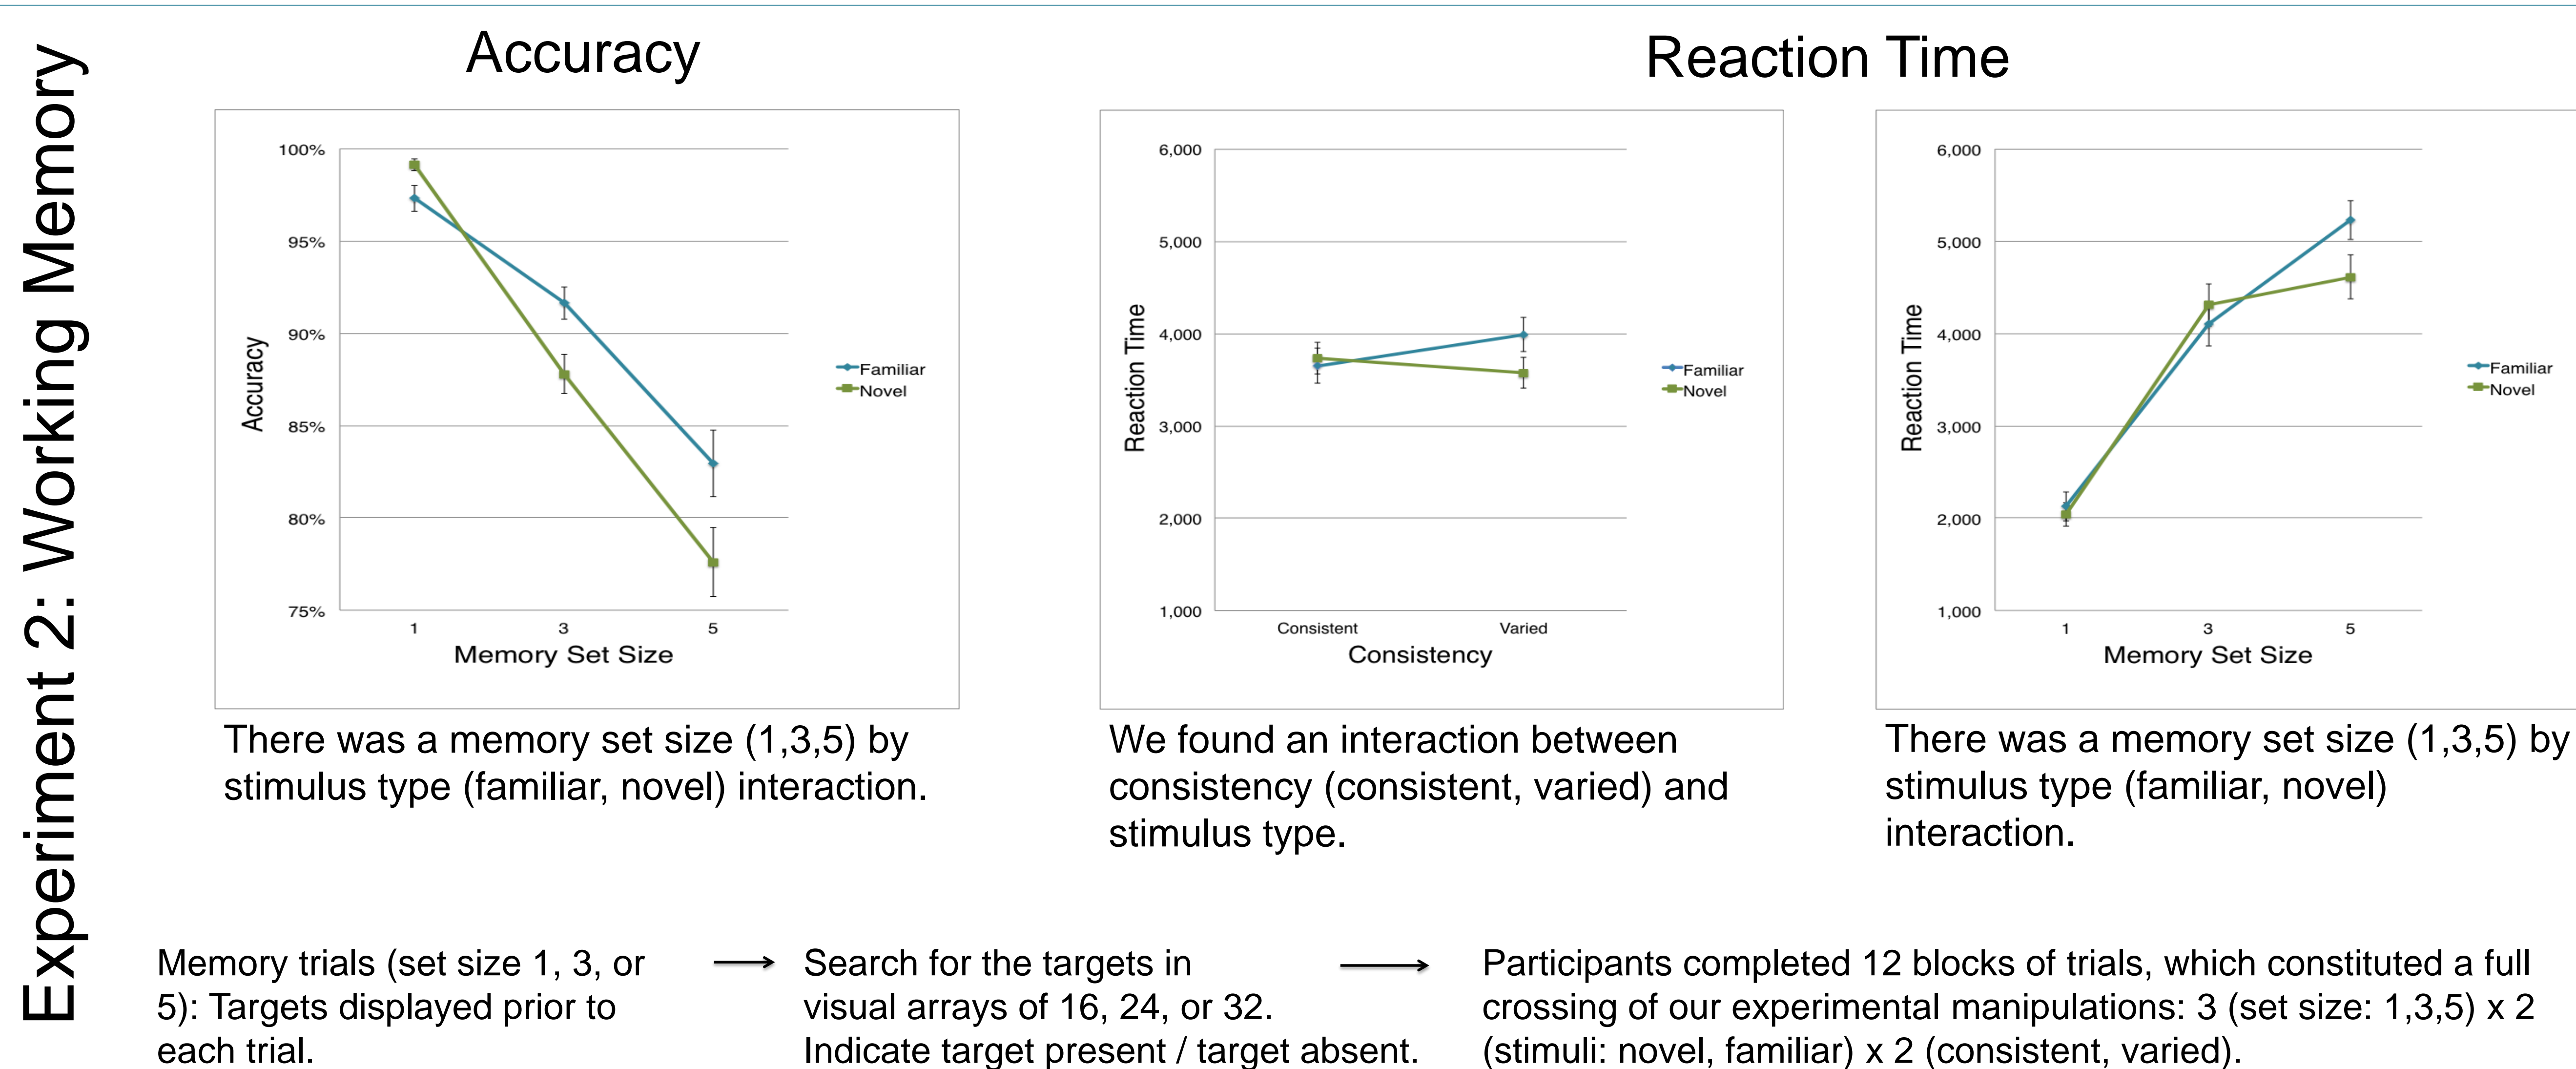 Experiment 2: Working Memory
Accuracy
100%
95%
90%
85%
80%
75%
Accuracy
1
3
5
Memory Set Size
Familiar
Novel
There was a memory set size (1,3,5) by
stimulus type (familiar, novel) interaction.
Reaction Time
6,000
5,000
4,000
3,000
2,000
1,000
Reaction Time
Consistent
Varied
Consistency
Familiar
Novel
We found an interaction between
consistency (consistent, varied) and
stimulus type.
6,000
5,000
4,000
3,000
2,000
1,000
Reaction Time
1
3
5
Memory Set Size
Familiar
Novel
There was a memory set size (1,3,5) by
stimulus type (familiar, novel)
interaction.
Memory trials (set size 1, 3, or
5): Targets displayed prior to
each trial.
Search for the targets in
visual arrays of 16, 24, or 32.
Indicate target present / target absent.
Participants completed 12 blocks of trials, which constituted a full
crossing of our experimental manipulations: 3 (set size: 1,3,5) x 2
(stimuli: novel, familiar) x 2 (consistent, varied).